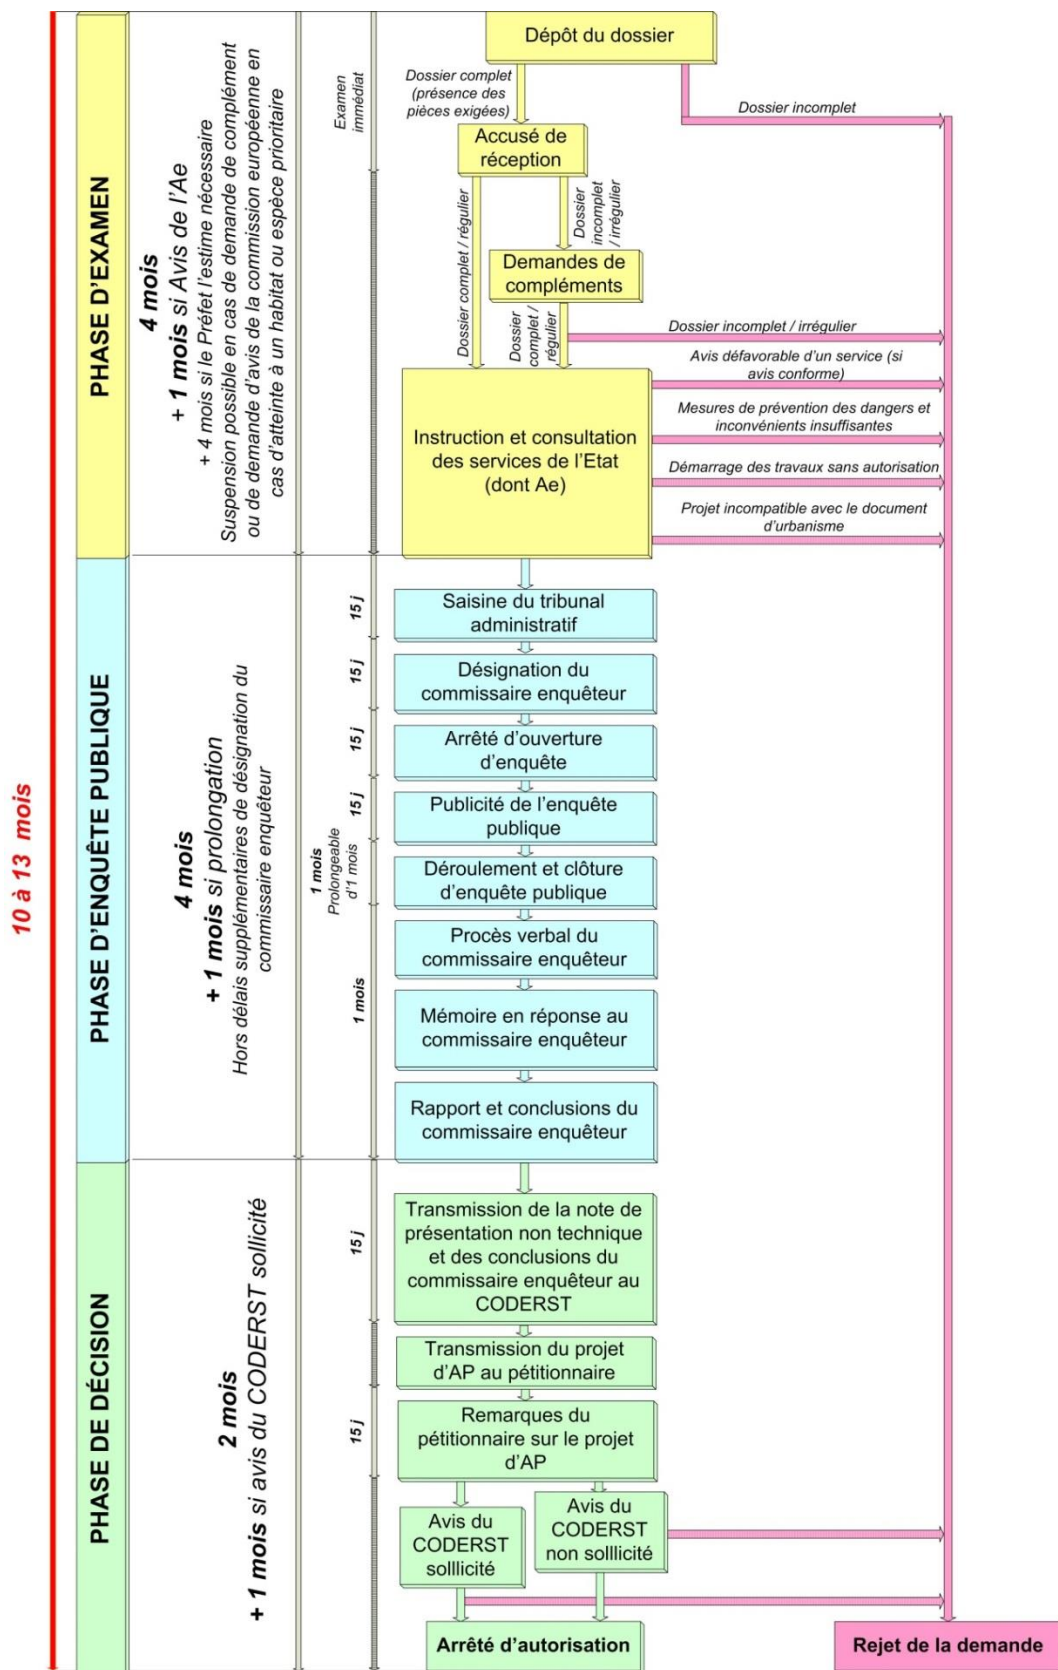 10 à 13 mois
PHASE D'EXAMEN
4 mois
+ 1 mois si Avis de l'Ae
+ 4 mois si le Préfet l'estime nécessaire
Suspension possible en cas de demande de complément
ou de demande d'avis de la commission européenne en
cas d'atteinte à un habitat ou espèce prioritaire
Examen
immédiat
Dépôt du dossier
Dossier complet
(présence des
pièces exigées)
Dossier incomplet
Accusé de
réception
Dossier complet / régulier
Dossier
incomplet
/ irrégulier
Demandes de
compléments
Dossier
complet /
régulier
Dossier incomplet / irrégulier
Instruction et consultation
des services de l'Etat
(dont Ae)
Avis défavorable d'un service (si
avis conforme)
Mesures de prévention des dangers et
inconvénients insuffisantes
Démarrage des travaux sans autorisation
Projet incompatible avec le document
d'urbanisme
PHASE D'ENQUÊTE PUBLIQUE
4 mois
+ 1 mois si prolongation
Hors délais supplémentaires de désignation du
commissaire enquêteur
15 j
Saisine du tribunal
administratif
15 j
Désignation du
commissaire enquêteur
15 j
Arrêté d'ouverture
d'enquête
15 j
Publicité de l'enquête
publique
1 mois
Prolongeable
d'1 mois
Déroulement et clôture
d'enquête publique
Procès verbal du
commissaire enquêteur
1 mois
Mémoire en réponse au
commissaire enquêteur
Rapport et conclusions du
commissaire enquêteur
PHASE DE DÉCISION
2 mois
+ 1 mois si avis du CODERST sollicité
15 j
Transmission de la note de
présentation non technique
et des conclusions du
commissaire enquêteur au
CODERST
Transmission du projet
d'AP au pétitionnaire
15 j
Remarques du
pétitionnaire sur le projet
d'AP
Avis du
CODERST
solllicité
Avis du
CODERST
non solllicité
Arrêté d'autorisation
Rejet de la demande